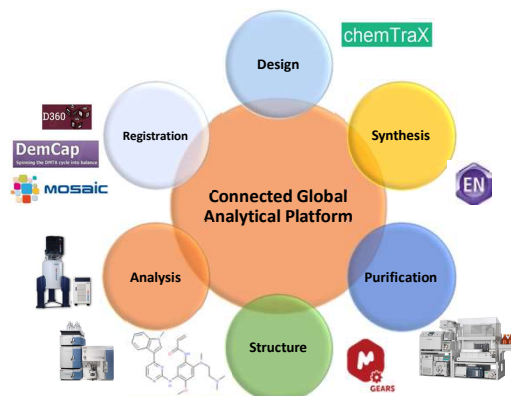 chemTraX
Design
D360
Registration
Synthesis
DemCap
Spinning the DMTA cycle into balance
MOSAIC
EN
Connected Global
Analytical Platform
Analysis
Purification
Structure
GEARS